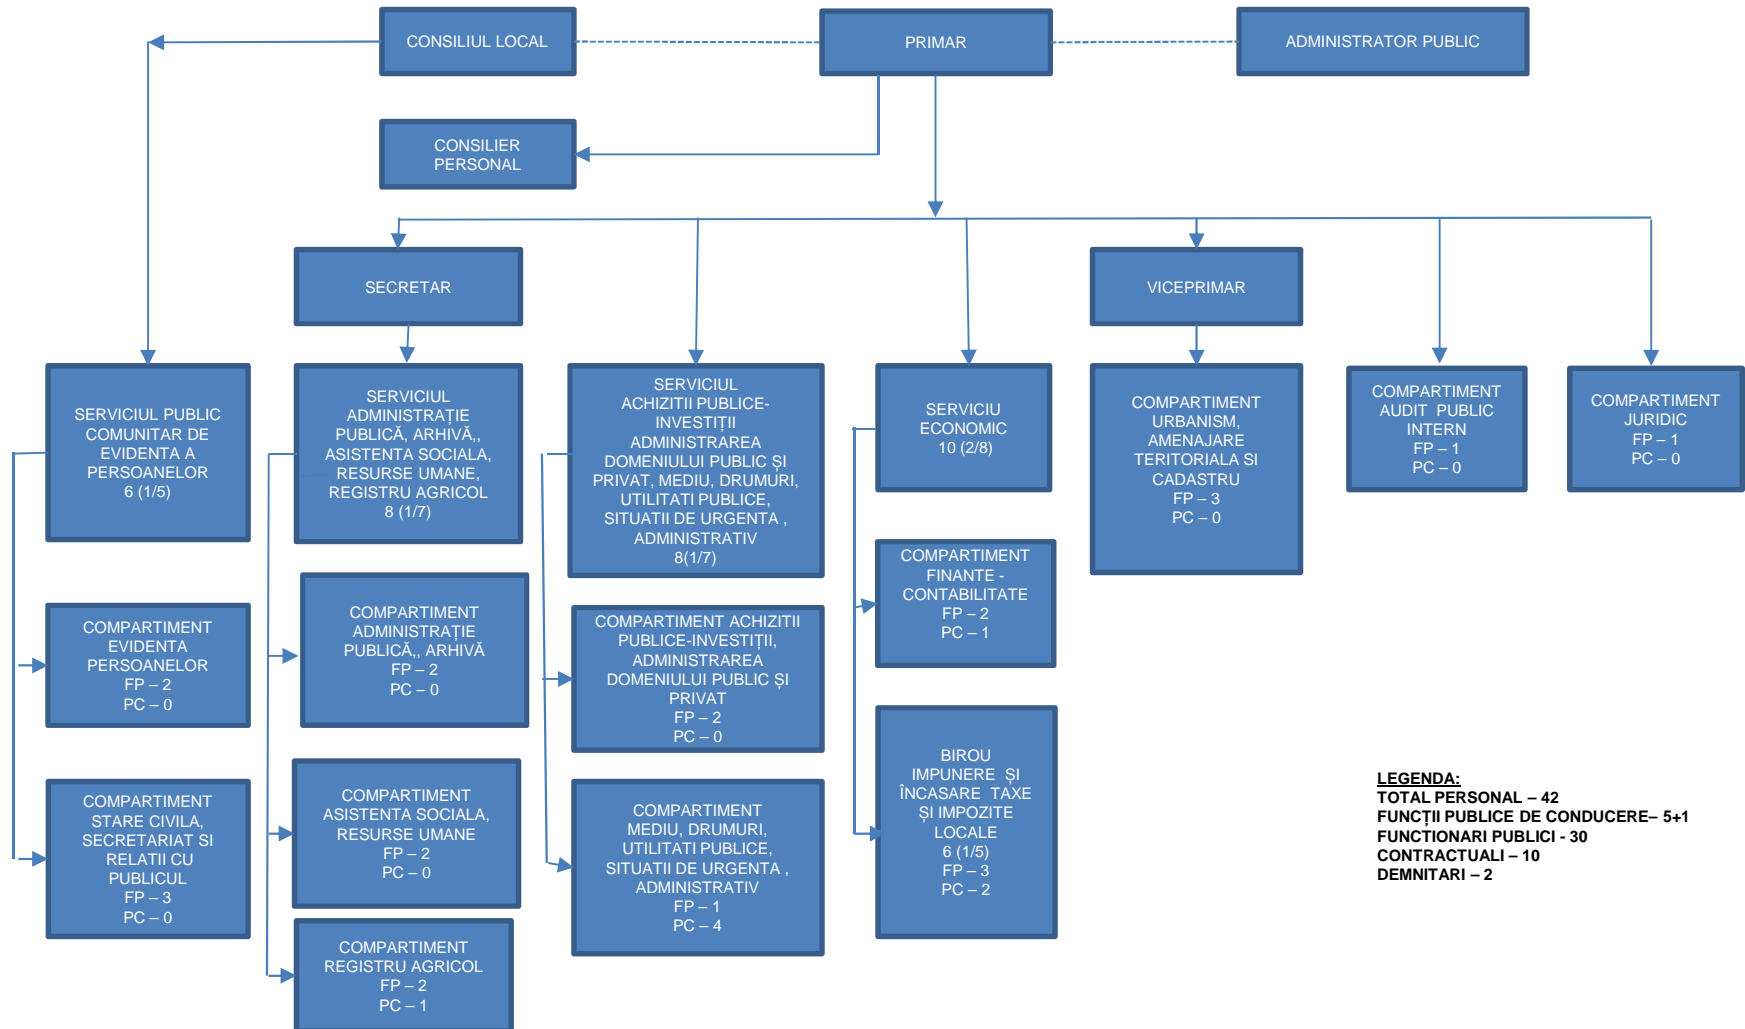 CONSILIUL LOCAL
PRIMAR
ADMINISTRATOR PUBLIC
CONSILIER
PERSONAL
SECRETAR
VICEPRIMAR
SERVICIUL PUBLIC
COMUNITAR DE
EVIDENTA A
PERSOANELOR
6 (1/5)
SERVICIUL
ADMINISTRAȚIE
PUBLICĂ, ARHIVĂ,,
ASISTENTA SOCIALA,
RESURSE UMANE,
REGISTRU AGRICOL
8 (1/7)
SERVICIUL
ACHIZITII PUBLICE-
INVESTIȚII
ADMINISTRAREA
DOMENIULUI PUBLIC ȘI
PRIVAT, MEDIU, DRUMURI,
UTILITATI PUBLICE,
SITUATII DE URGENTA ,
ADMINISTRATIV
8(1/7)
SERVICIU
ECONOMIC
10 (2/8)
COMPARTIMENT
URBANISM,
AMENAJARE
TERITORIALA SI
CADASTRU
FP – 3
PC – 0
COMPARTIMENT
AUDIT PUBLIC
INTERN
FP – 1
PC – 0
COMPARTIMENT
JURIDIC
FP – 1
PC – 0
COMPARTIMENT
EVIDENTA
PERSOANELOR
FP – 2
PC – 0
COMPARTIMENT
ADMINISTRAȚIE
PUBLICĂ,, ARHIVĂ
FP – 2
PC – 0
COMPARTIMENT ACHIZITII
PUBLICE-INVESTIȚII,
ADMINISTRAREA
DOMENIULUI PUBLIC ȘI
PRIVAT
FP – 2
PC – 0
COMPARTIMENT
FINANTE -
CONTABILITATE
FP – 2
PC – 1
COMPARTIMENT
STARE CIVILA,
SECRETARIAT SI
RELATII CU
PUBLICUL
FP – 3
PC – 0
COMPARTIMENT
ASISTENTA SOCIALA,
RESURSE UMANE
FP – 2
PC – 0
COMPARTIMENT
MEDIU, DRUMURI,
UTILITATI PUBLICE,
SITUATII DE URGENTA ,
ADMINISTRATIV
FP – 1
PC – 4
BIROU
IMPUNERE ȘI
ÎNCASARE TAXE
ȘI IMPOZITE
LOCALE
6 (1/5)
FP – 3
PC – 2
COMPARTIMENT
REGISTRU AGRICOL
FP – 2
PC – 1
LEGENDA:
TOTAL PERSONAL – 42
FUNCȚII PUBLICE DE CONDUCERE– 5+1
FUNCTIONARI PUBLICI - 30
CONTRACTUALI – 10
DEMNITARI – 2